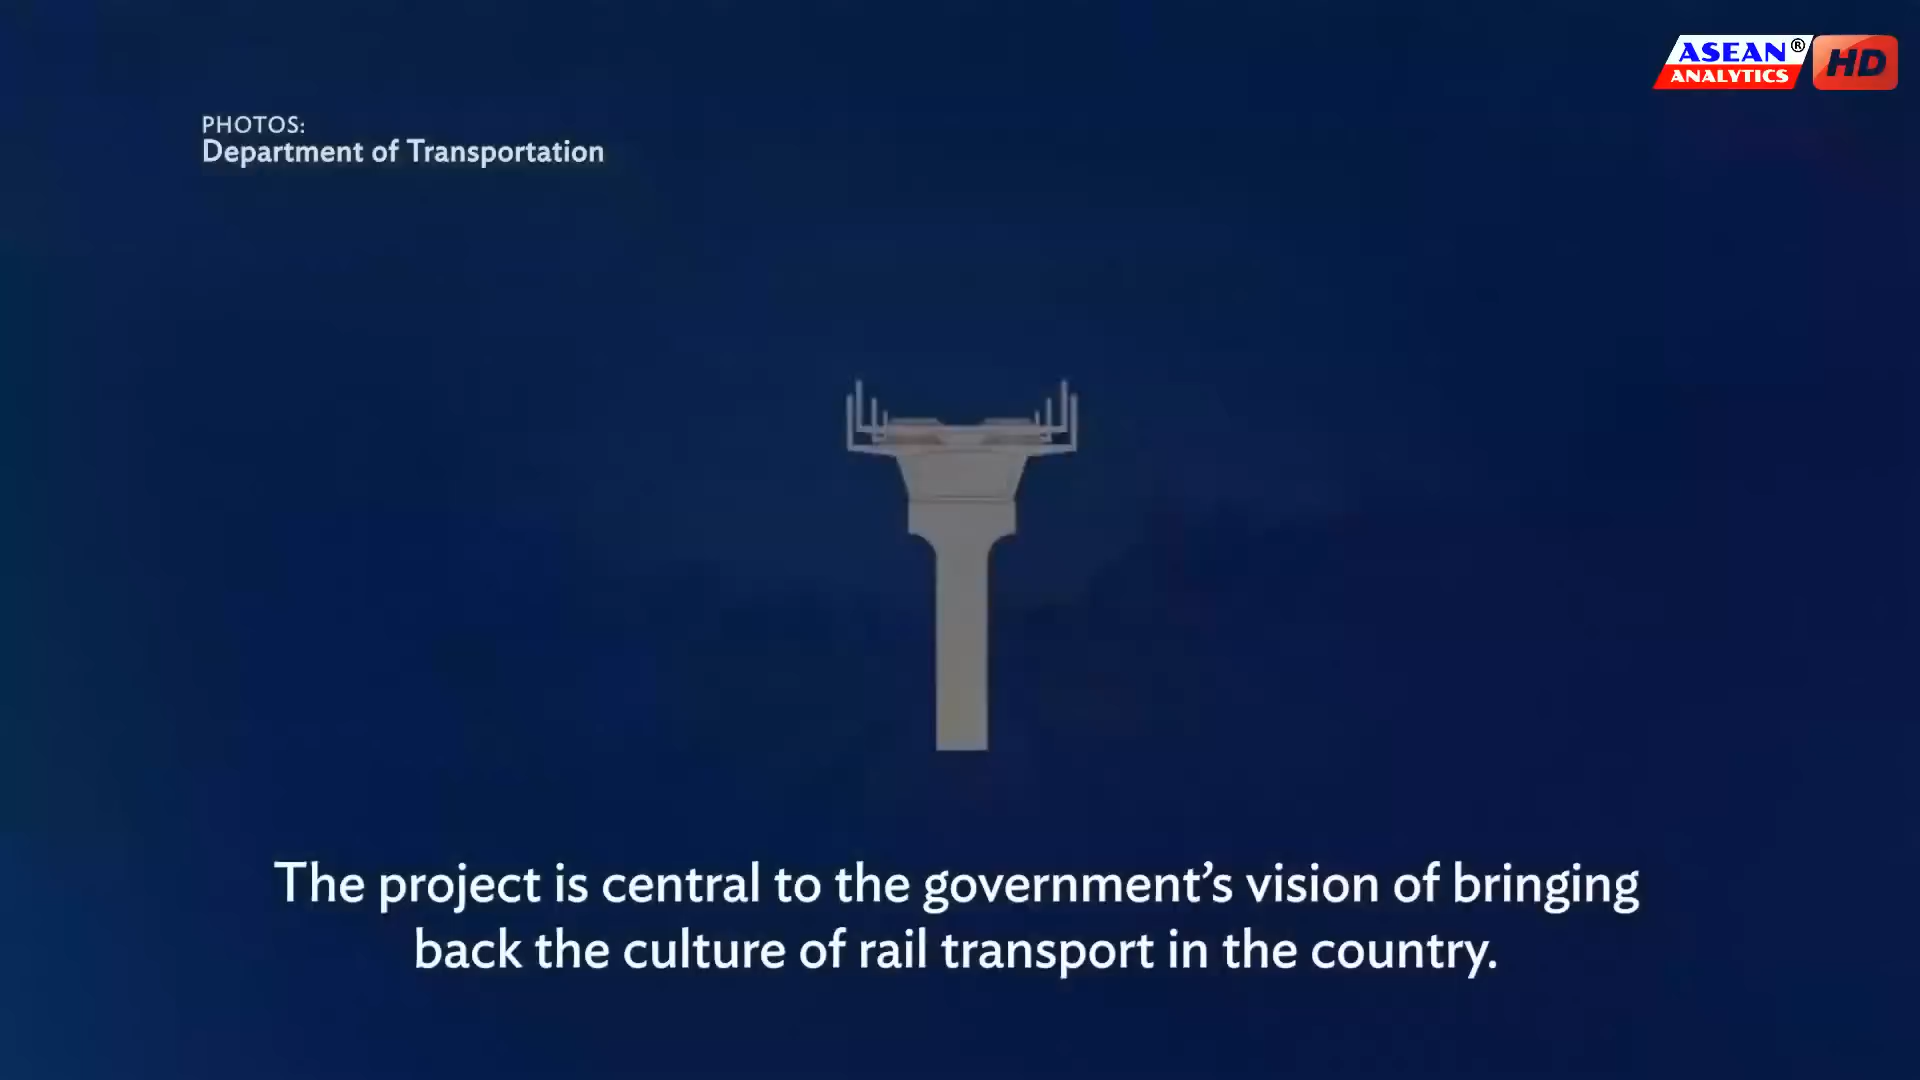 ASEAN®
ANALYTICS
HD
PHOTOS:
Department of Transportation
The project is central to the government’s vision of bringing
back the culture of rail transport in the country.